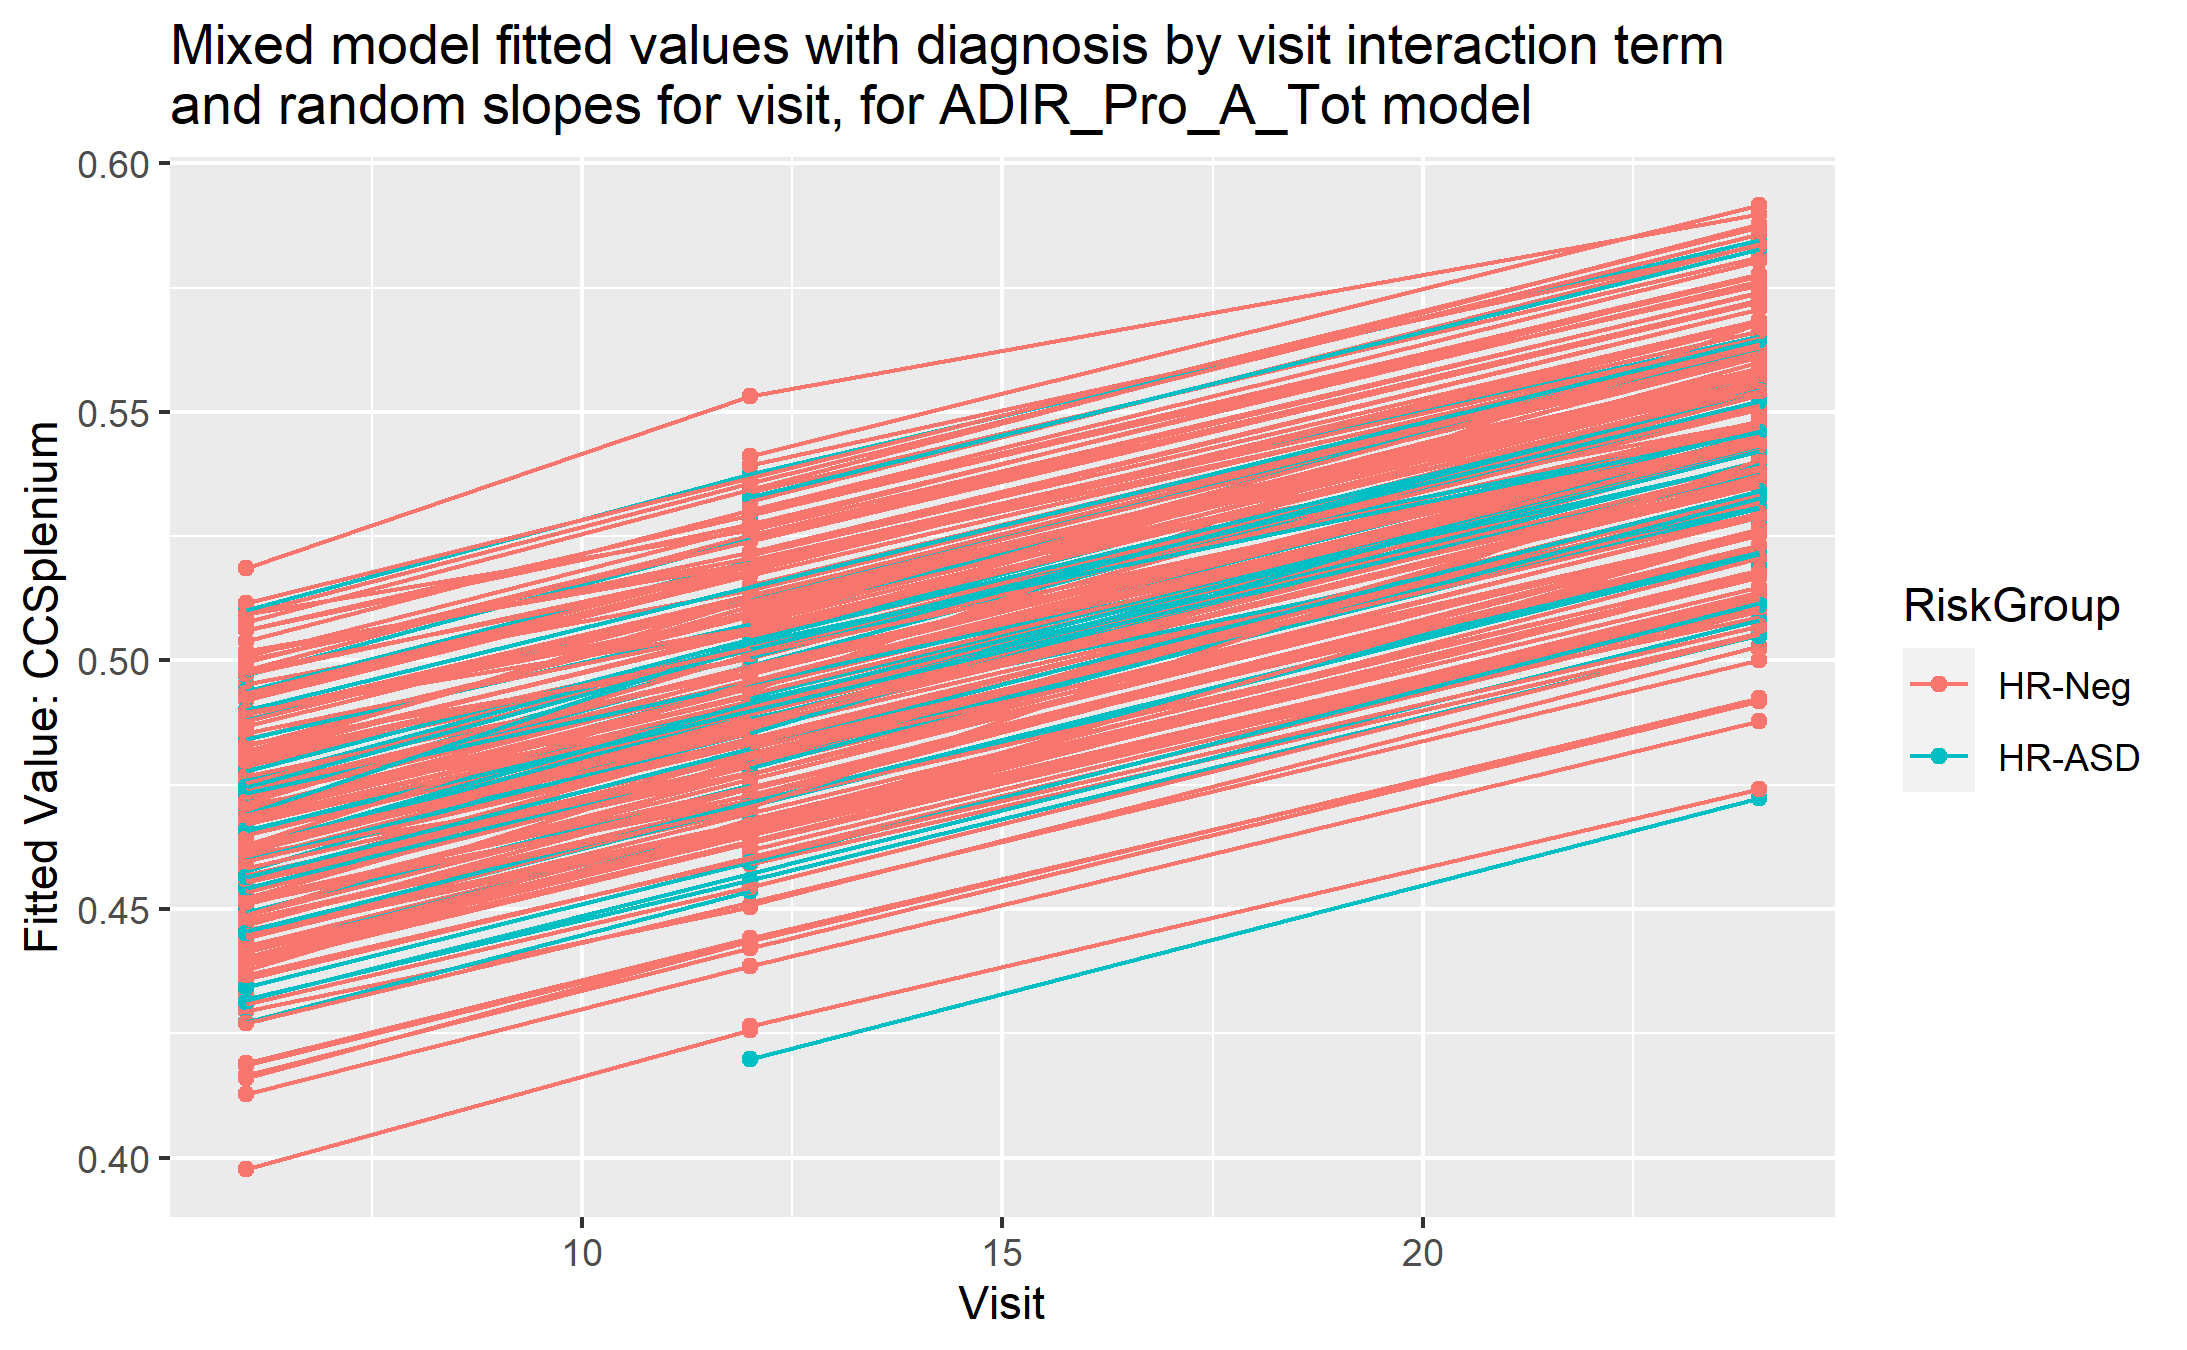 Mixed model fitted values with diagnosis by visit interaction term
and random slopes for visit, for ADIR_Pro_A_Tot model
0.60
0.55
0.50
0.45
0.40
Fitted Value: CCSplenium
10
15
20
Visit
RiskGroup
HR-Neg
HR-ASD